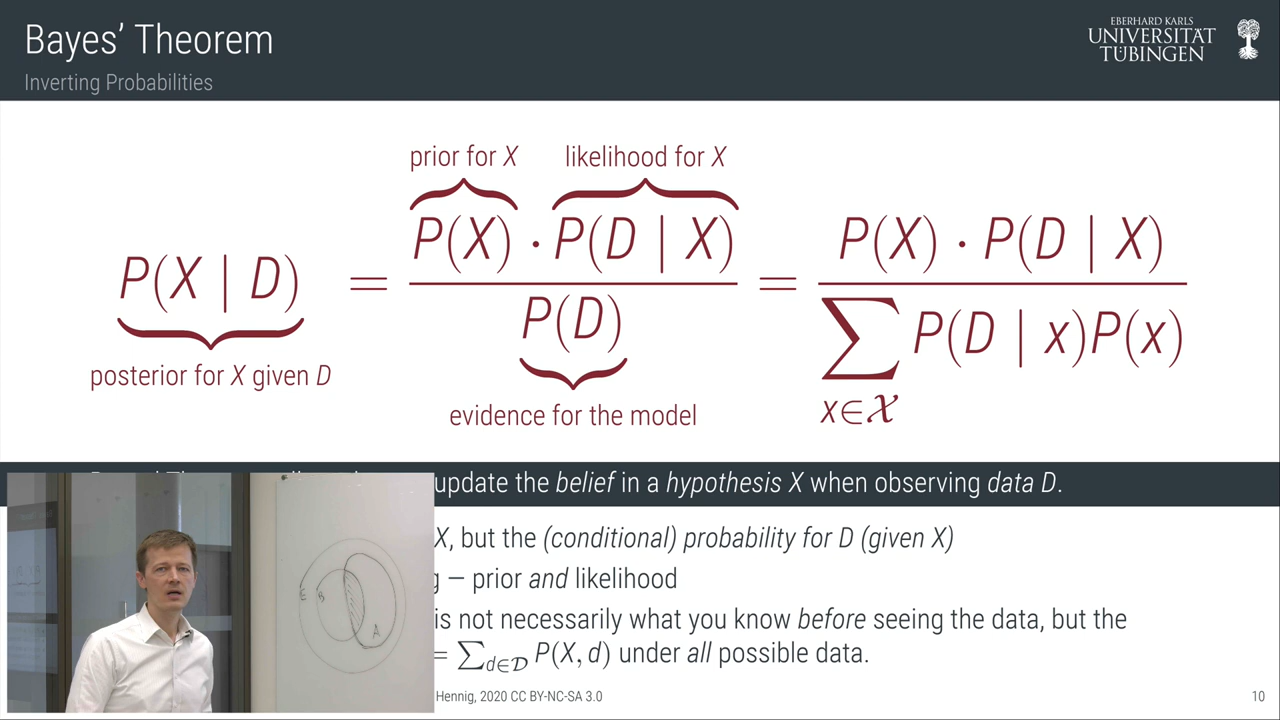 Bayes' Theorem
Inverting Probabilities
EBERHARD KARLS
UNIVERSITÄT
TÜBINGEN
prior for X
likelihood for X
P(X | D) = P(X) · P(D | X) / P(D) = P(X) · P(D | X) / ∑ x∈𝒳 P(D | x)P(x)
posterior for X given D
evidence for the model
update the belief in a hypothesis X when observing data D.
X, but the (conditional) probability for D (given X)
– prior and likelihood
is not necessarily what you know before seeing the data, but the
= ∑d∈𝒟 P(X, d) under all possible data.
Hennig, 2020 CC BY-NC-SA 3.0
10
E
B
A